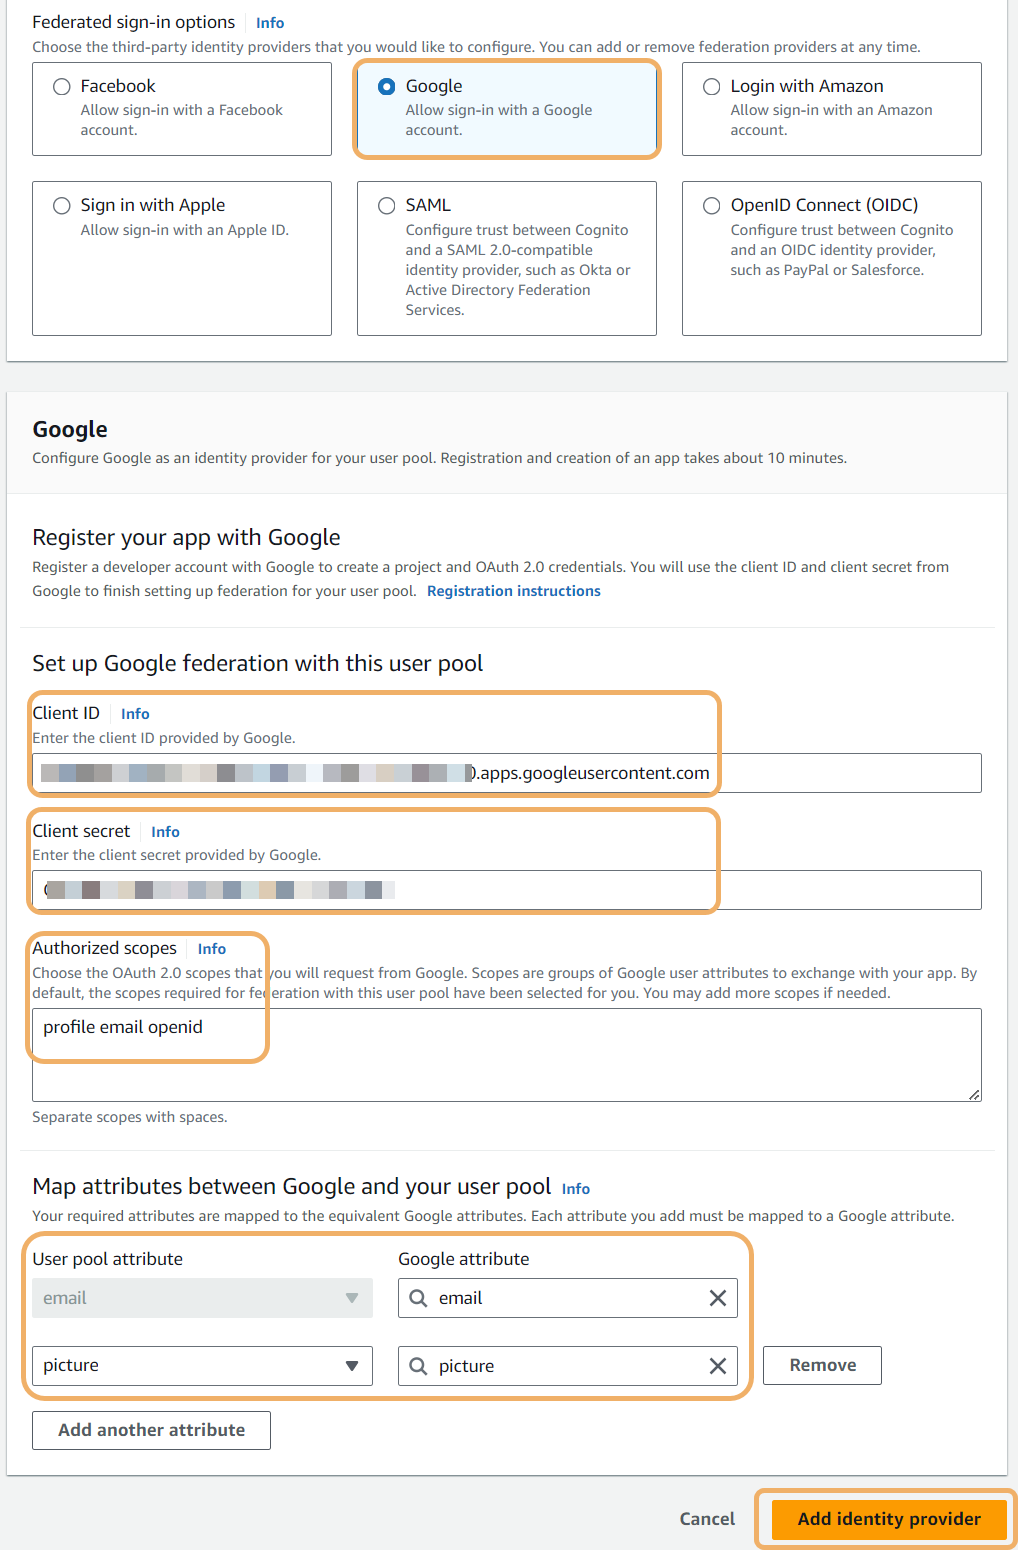 Federated sign-in options Info
Choose the third-party identity providers that you would like to configure. You can add or remove federation providers at any time.
Facebook
Allow sign-in with a Facebook
account.
Google
Allow sign-in with a Google
account.
Login with Amazon
Allow sign-in with an Amazon
account.
Sign in with Apple
Allow sign-in with an Apple ID.
SAML
Configure trust between Cognito
and a SAML 2.0-compatible
identity provider, such as Okta or
Active Directory Federation
Services.
OpenID Connect (OIDC)
Configure trust between Cognito
and an OIDC identity provider,
such as PayPal or Salesforce.
Google
Configure Google as an identity provider for your user pool. Registration and creation of an app takes about 10 minutes.
Register your app with Google
Register a developer account with Google to create a project and OAuth 2.0 credentials. You will use the client ID and client secret from
Google to finish setting up federation for your user pool. Registration instructions
Set up Google federation with this user pool
Client ID Info
Enter the client ID provided by Google.
.apps.googleusercontent.com
Client secret Info
Enter the client secret provided by Google.
Authorized scopes Info
Choose the OAuth 2.0 scopes that you will request from Google. Scopes are groups of Google user attributes to exchange with your app. By
default, the scopes required for federation with this user pool have been selected for you. You may add more scopes if needed.
profile email openid
Separate scopes with spaces.
Map attributes between Google and your user pool Info
Your required attributes are mapped to the equivalent Google attributes. Each attribute you add must be mapped to a Google attribute.
User pool attribute Google attribute
email email
picture picture Remove
Add another attribute
Cancel Add identity provider